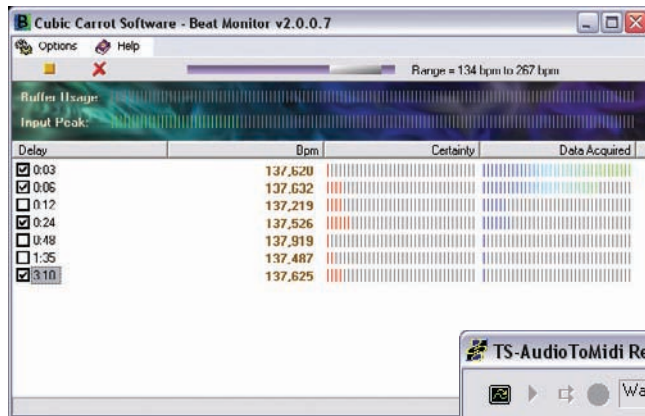 Cubic Carrot Software - Beat Monitor v2.0.0.7
Options Help
Range = 134 bpm to 267 bpm
Buffer Usage:
Input Peak:
Delay Bpm Certainty Data Acquired
0:03 137,620
0:06 137,632
0:12 137,219
0:24 137,526
0:48 137,919
1:35 137,487
3:10 137,625
TS-AudioToMidi Re
Wa